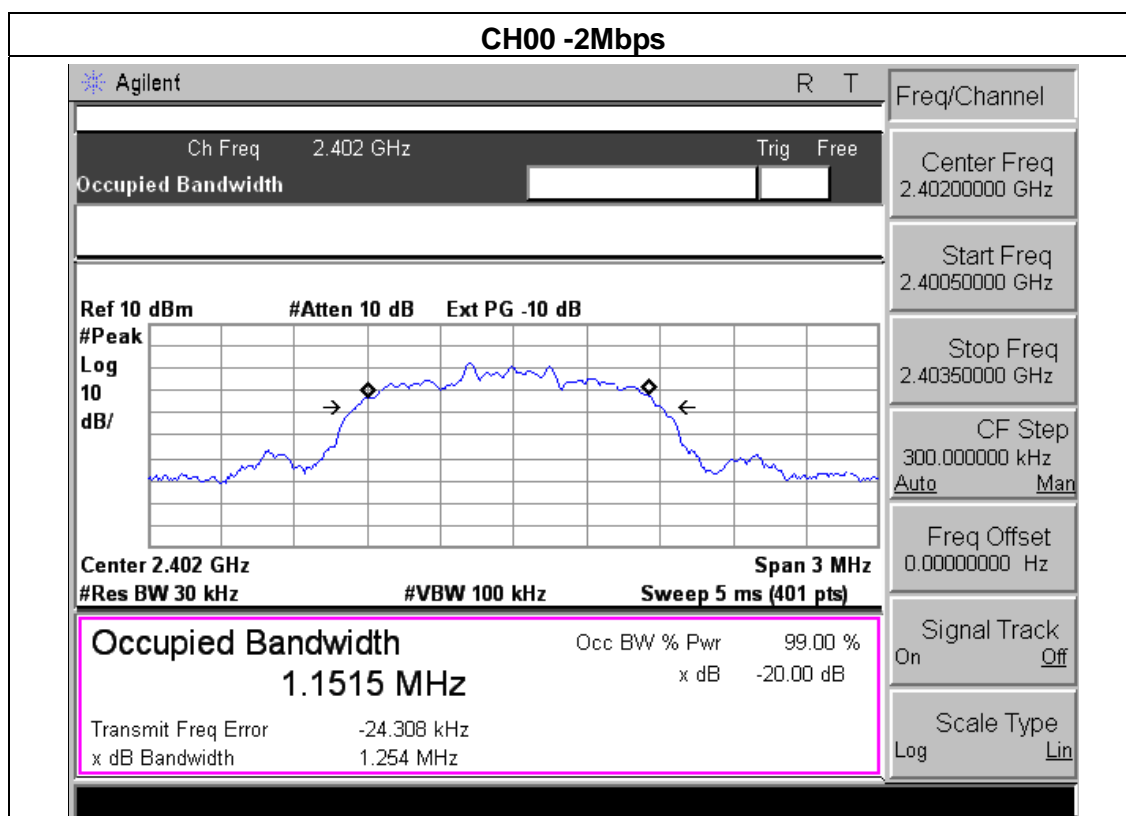 CH00 -2Mbps
Agilent R T
Ch Freq 2.402 GHz Trig Free
Occupied Bandwidth
Ref 10 dBm #Atten 10 dB Ext PG -10 dB
#Peak
Log
10
dB/
Center 2.402 GHz Span 3 MHz
#Res BW 30 kHz #VBW 100 kHz Sweep 5 ms (401 pts)
Occupied Bandwidth Occ BW % Pwr 99.00 %
1.1515 MHz x dB -20.00 dB
Transmit Freq Error -24.308 kHz
x dB Bandwidth 1.254 MHz
Freq/Channel
Center Freq
2.40200000 GHz
Start Freq
2.40050000 GHz
Stop Freq
2.40350000 GHz
CF Step
300.000000 kHz
Auto Man
Freq Offset
0.00000000 Hz
Signal Track
On Off
Scale Type
Log Lin